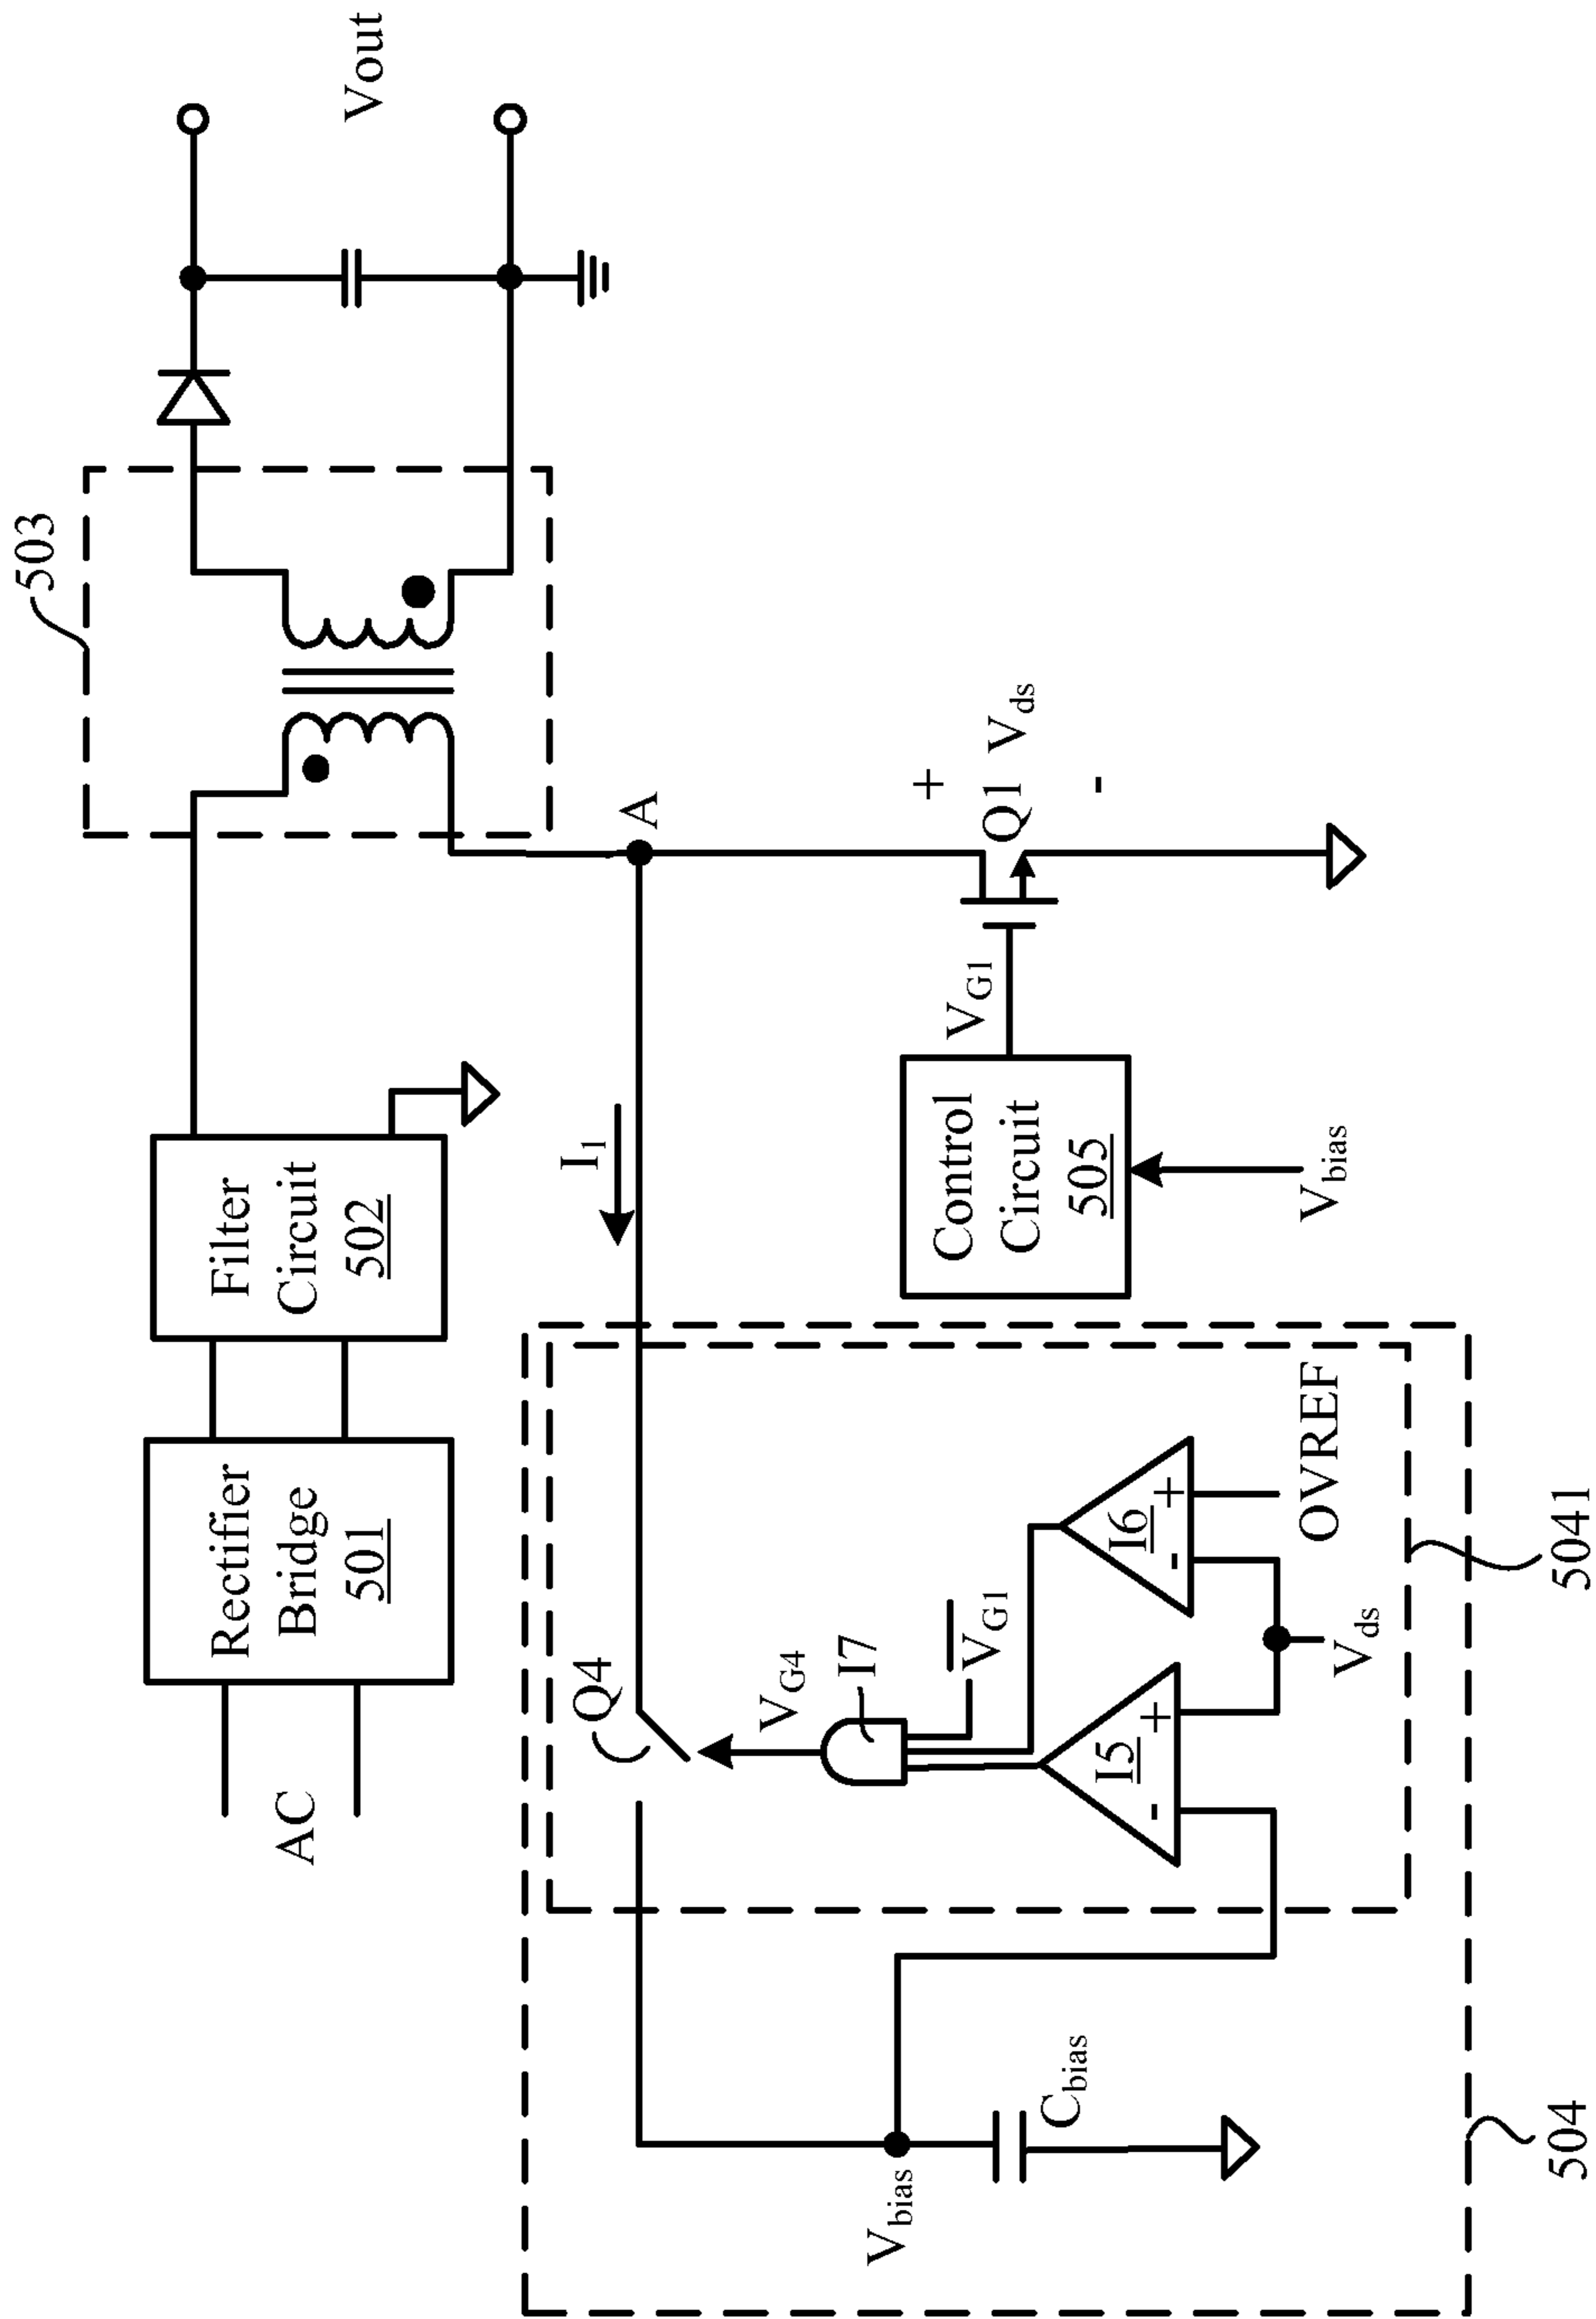 503
Vout
Rectifier
Bridge
501
Filter
Circuit
502
AC
A
I1
Q4
VG4
I7
VG1
I5
+
-
I6
+
-
OVREF
Vds
Vbias
Cbias
Control
Circuit
505
VG1
Vbias
Q1
+
Vds
-
5041
504